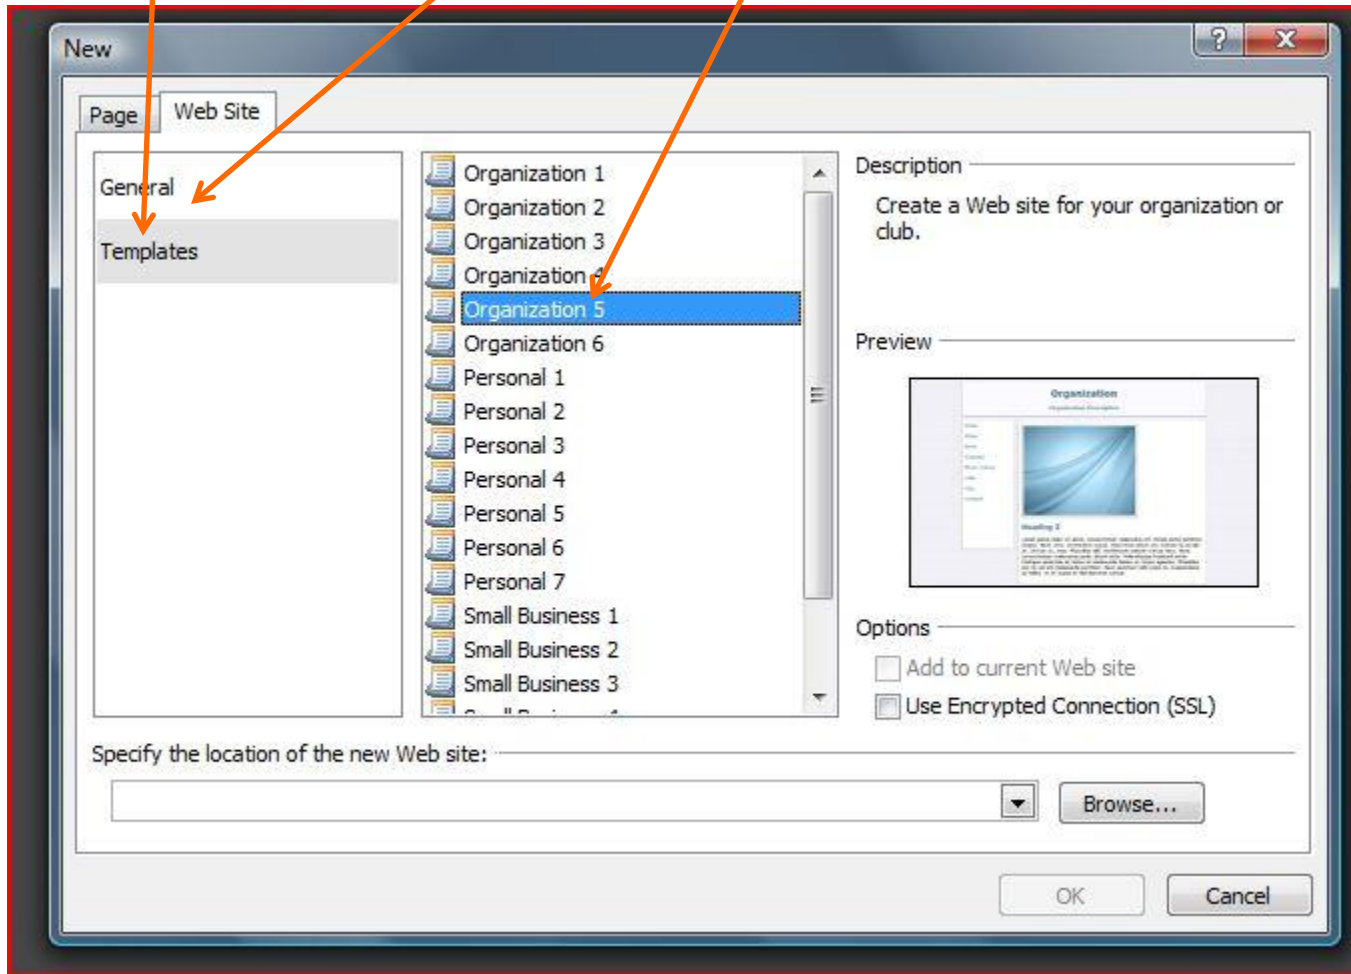 New
Page
Web Site
General
Templates
Organization 1
Organization 2
Organization 3
Organization 4
Organization 5
Organization 6
Personal 1
Personal 2
Personal 3
Personal 4
Personal 5
Personal 6
Personal 7
Small Business 1
Small Business 2
Small Business 3
Description
Create a Web site for your organization or
club.
Preview
Organization
Heading 2
Options
Add to current Web site
Use Encrypted Connection (SSL)
Specify the location of the new Web site:
Browse...
OK
Cancel